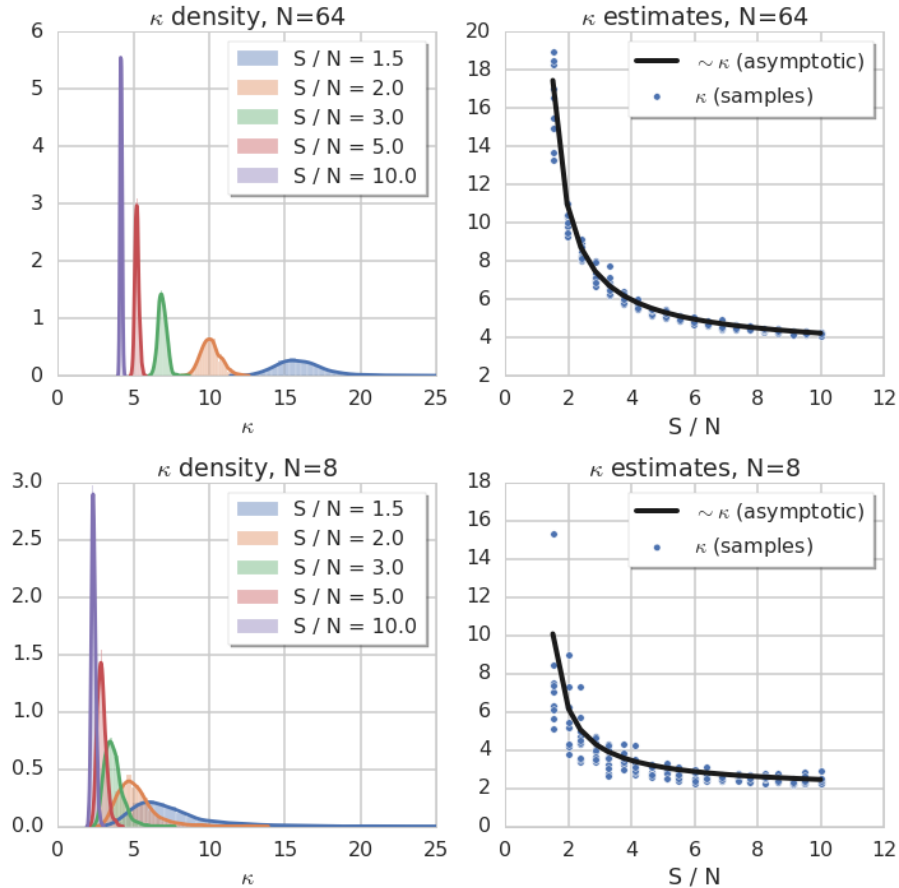 κ density, N=64
6
5
4
3
2
1
0
0 5 10 15 20 25
κ
S / N = 1.5
S / N = 2.0
S / N = 3.0
S / N = 5.0
S / N = 10.0
κ estimates, N=64
20
18
16
14
12
10
8
6
4
2
0 2 4 6 8 10 12
S / N
∼ κ (asymptotic)
κ (samples)
κ density, N=8
3.0
2.5
2.0
1.5
1.0
0.5
0.0
0 5 10 15 20 25
κ
S / N = 1.5
S / N = 2.0
S / N = 3.0
S / N = 5.0
S / N = 10.0
κ estimates, N=8
18
16
14
12
10
8
6
4
2
0
0 2 4 6 8 10 12
S / N
∼ κ (asymptotic)
κ (samples)